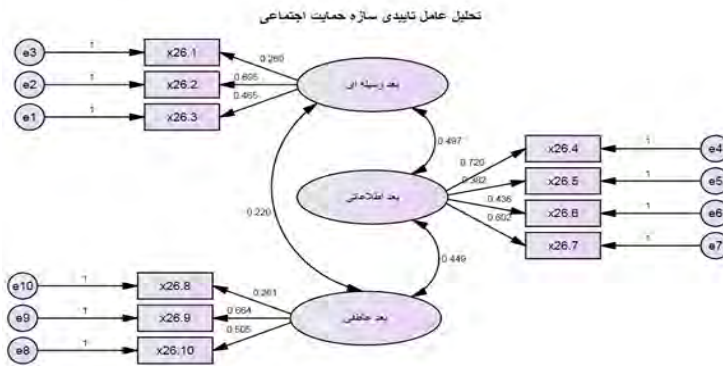 تحلیل عامل تاییدی سازه حمایت اجتماعی
e3 1 x26.1 0.260
e2 1 x26.2 0.695
e1 1 x26.3 0.465
بعد وسیله ای
0.497
x26.4 1 e4 0.720
x26.5 1 e5 0.382
x26.6 1 e6 0.436
x26.7 1 e7 0.602
بعد اطلاعاتی
0.220
0.449
e10 1 x26.8 0.261
e9 1 x26.9 0.664
e8 1 x26.10 0.505
بعد عاطفی